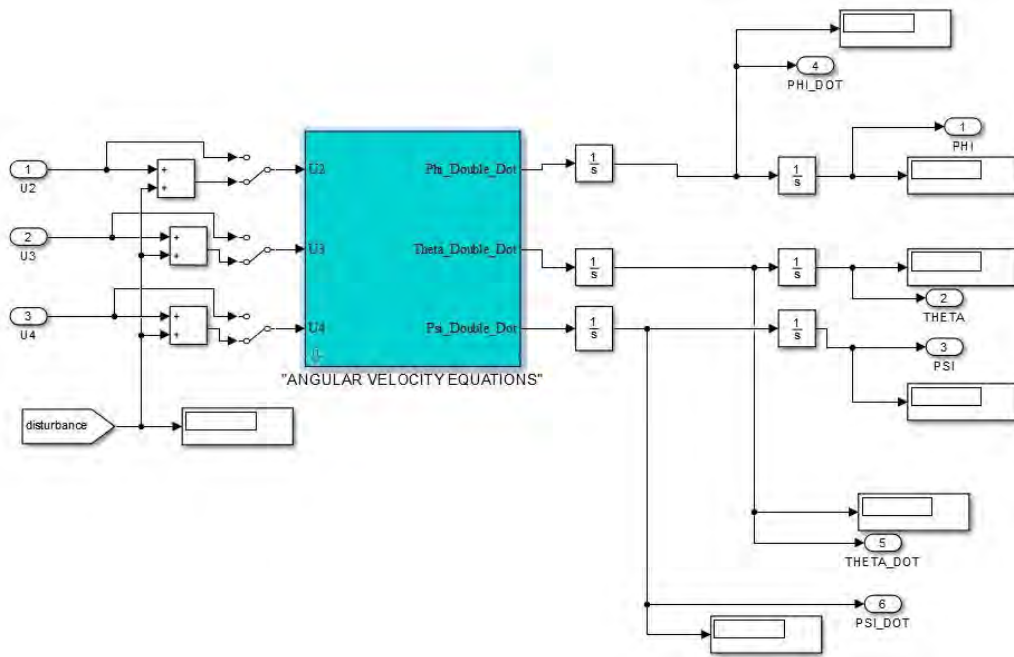 4
PHI_DOT
1
U2
+
+
U2
Phi_Double_Dot
1
s
1
s
1
PHI
2
U3
+
+
U3
Theta_Double_Dot
1
s
1
s
2
THETA
3
U4
+
+
U4
Psi_Double_Dot
1
s
1
s
3
PSI
"ANGULAR VELOCITY EQUATIONS"
disturbance
5
THETA_DOT
6
PSI_DOT